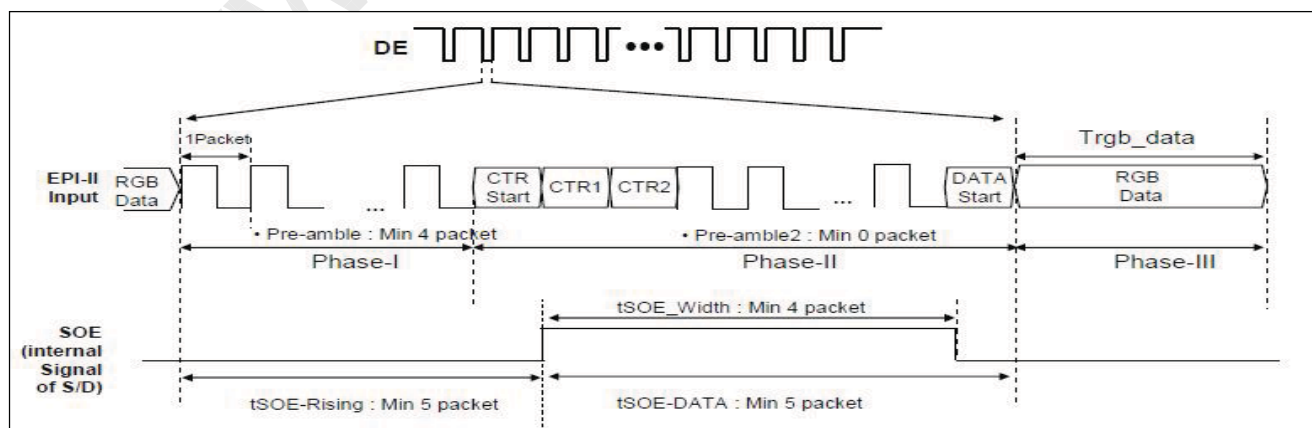 DE
1Packet
Trgb_data
EPI-II
Input
RGB
Data
...
CTR
Start
CTR1
CTR2
...
DATA
Start
RGB
Data
• Pre-amble : Min 4 packet
• Pre-amble2 : Min 0 packet
Phase-I
Phase-II
Phase-III
tSOE_Width : Min 4 packet
SOE
(internal
Signal
of S/D)
tSOE-Rising : Min 5 packet
tSOE-DATA : Min 5 packet